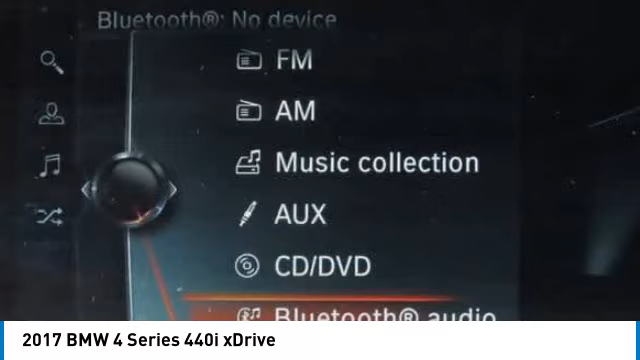 Bluetooth®: No device
FM
AM
Music collection
AUX
CD/DVD
Bluetooth® audio
2017 BMW 4 Series 440i xDrive